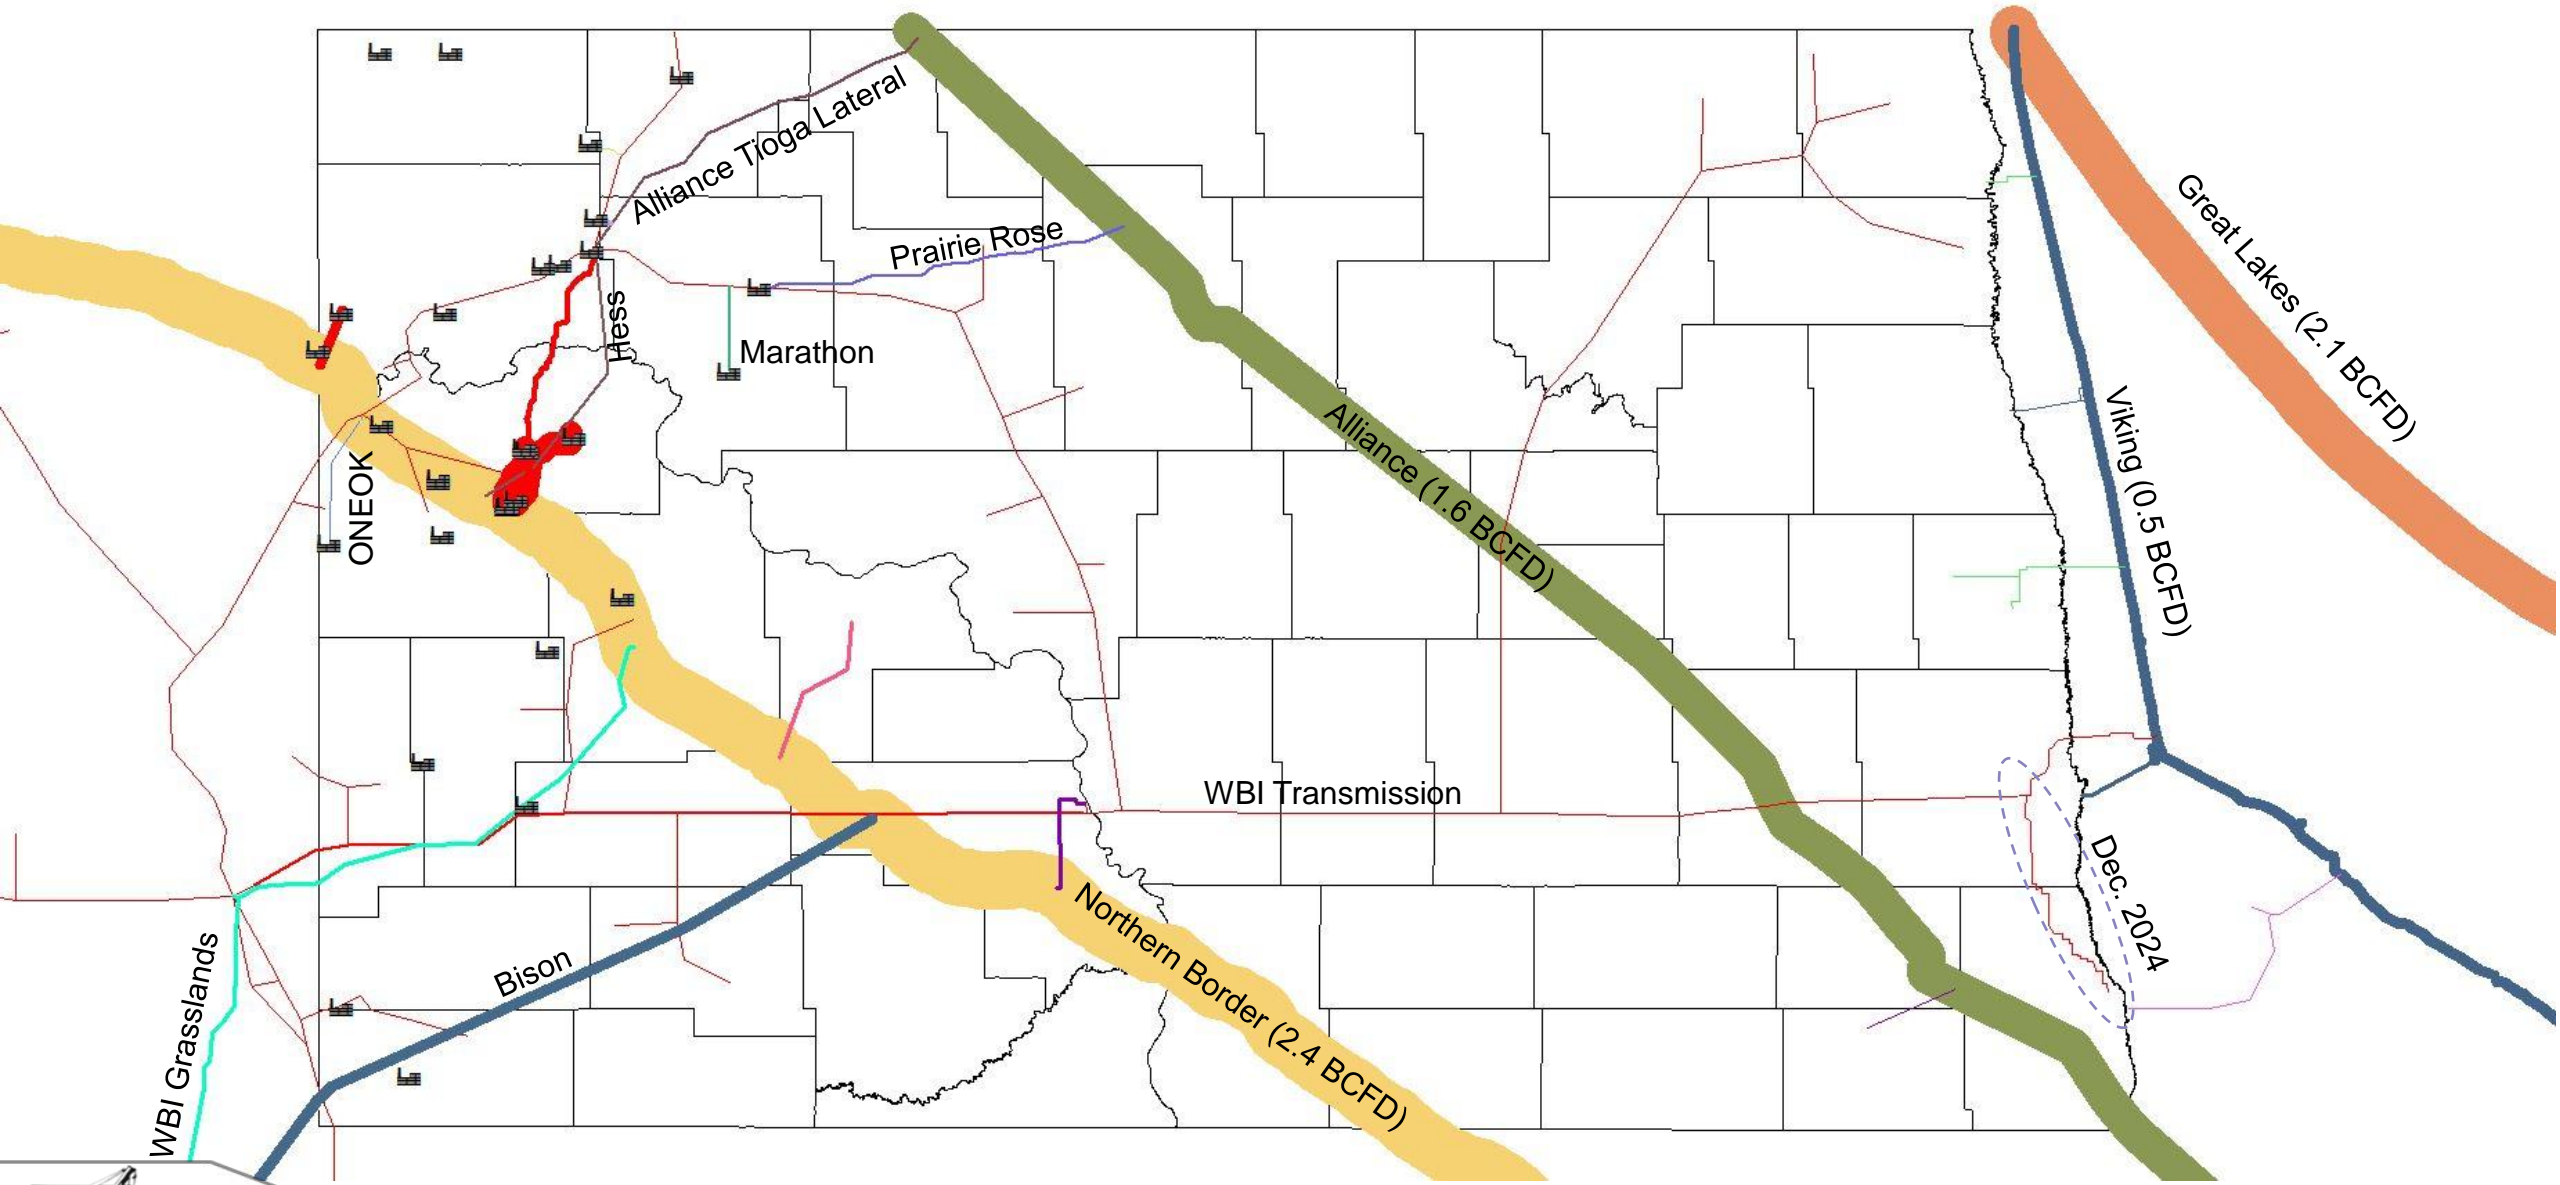 Alliance Tioga Lateral
Great Lakes (2.1 BCFD)
Prairie Rose
Hess
Marathon
Alliance (1.6 BCFD)
Viking (0.5 BCFD)
ONEOK
WBI Transmission
Dec. 2024
Northern Border (2.4 BCFD)
Bison
WBI Grasslands